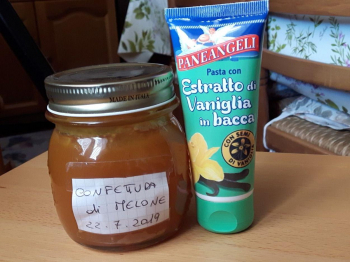 MADE IN ITALY
CONFETTURA
di MELONE
22.7.2019
PANEANGELI
Pasta con
Estratto di
Vaniglia
in bacca
CON SEMI
DI VANIGLIA